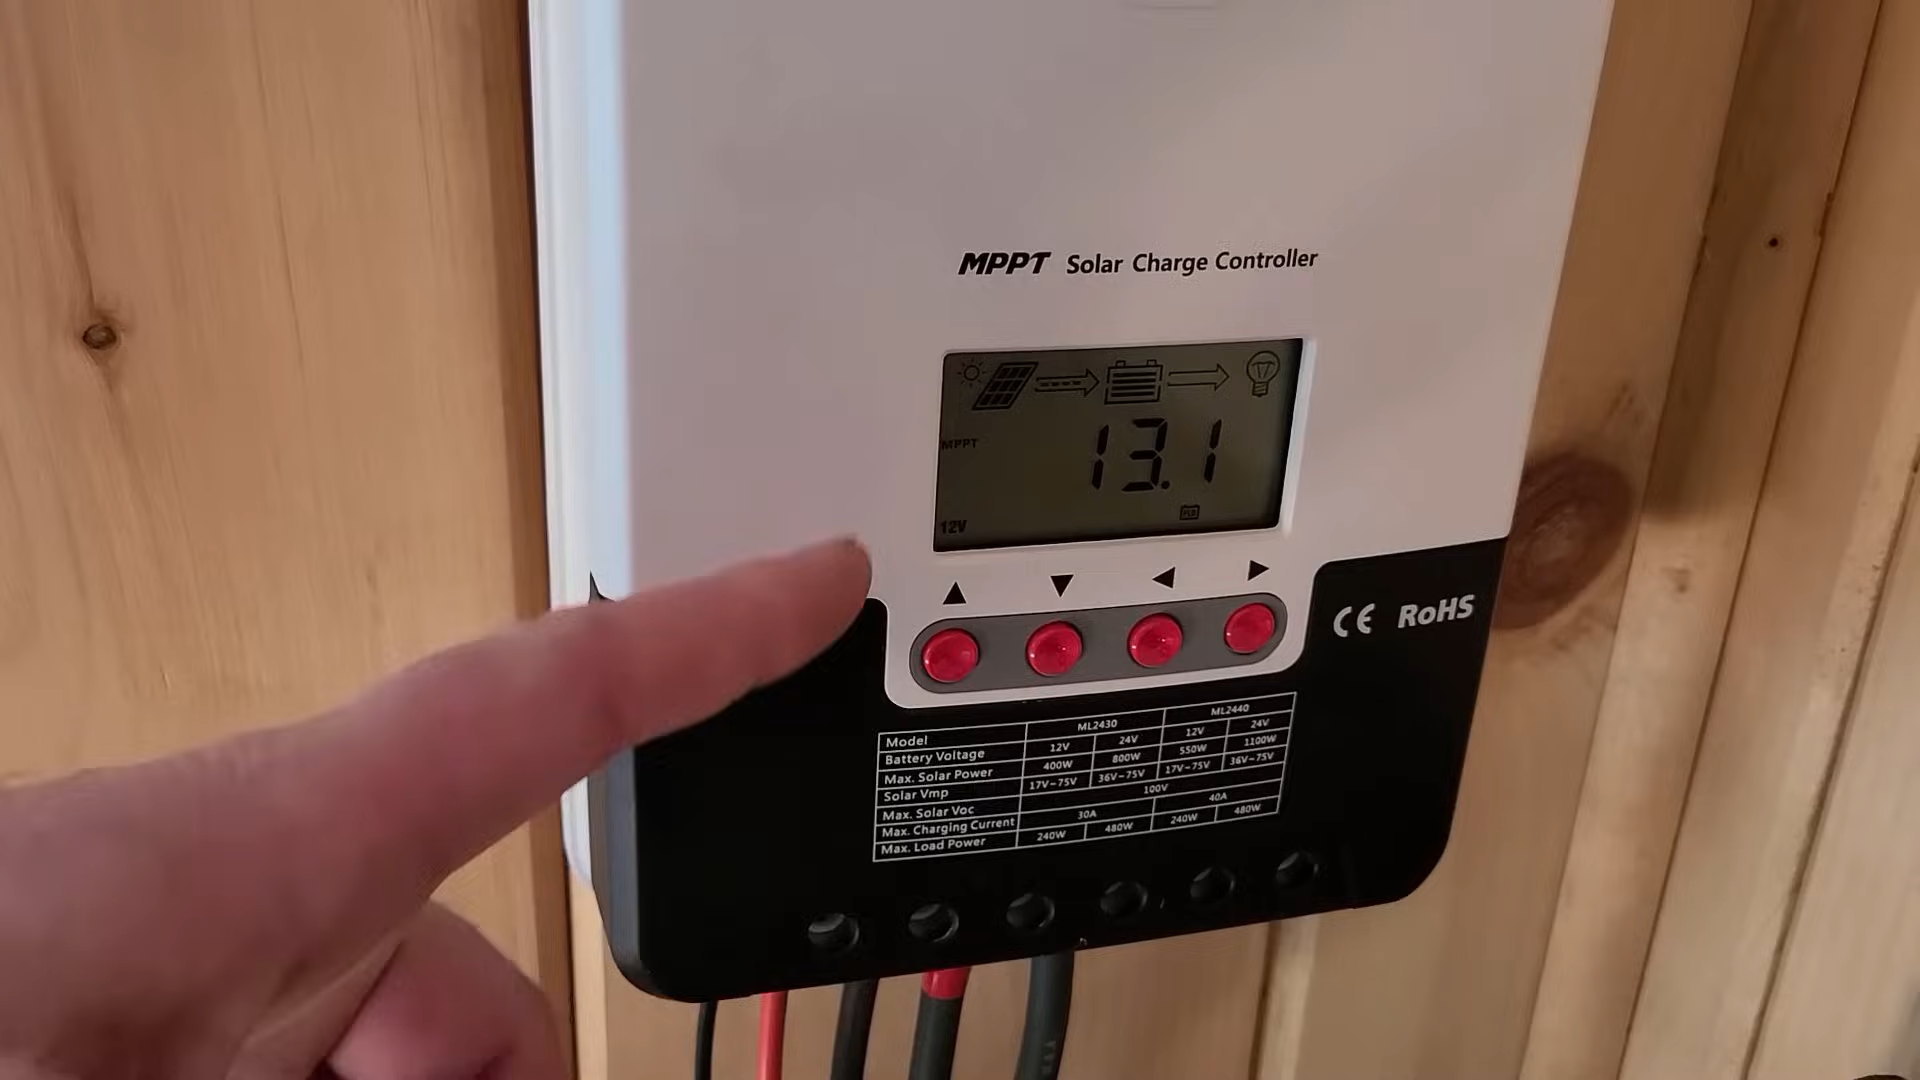 MPPT Solar Charge Controller
MPPT
13.1
12V
FLD
▲ ▼ ◀ ▶
CE RoHS
Model ML2430 ML2440
Battery Voltage 12V 24V 12V 24V
Max. Solar Power 400W 800W 550W 1100W
Solar Vmp 17V~75V 36V~75V 17V~75V 36V~75V
Max. Solar Voc 100V
Max. Charging Current 30A 40A
Max. Load Power 240W 480W 240W 480W